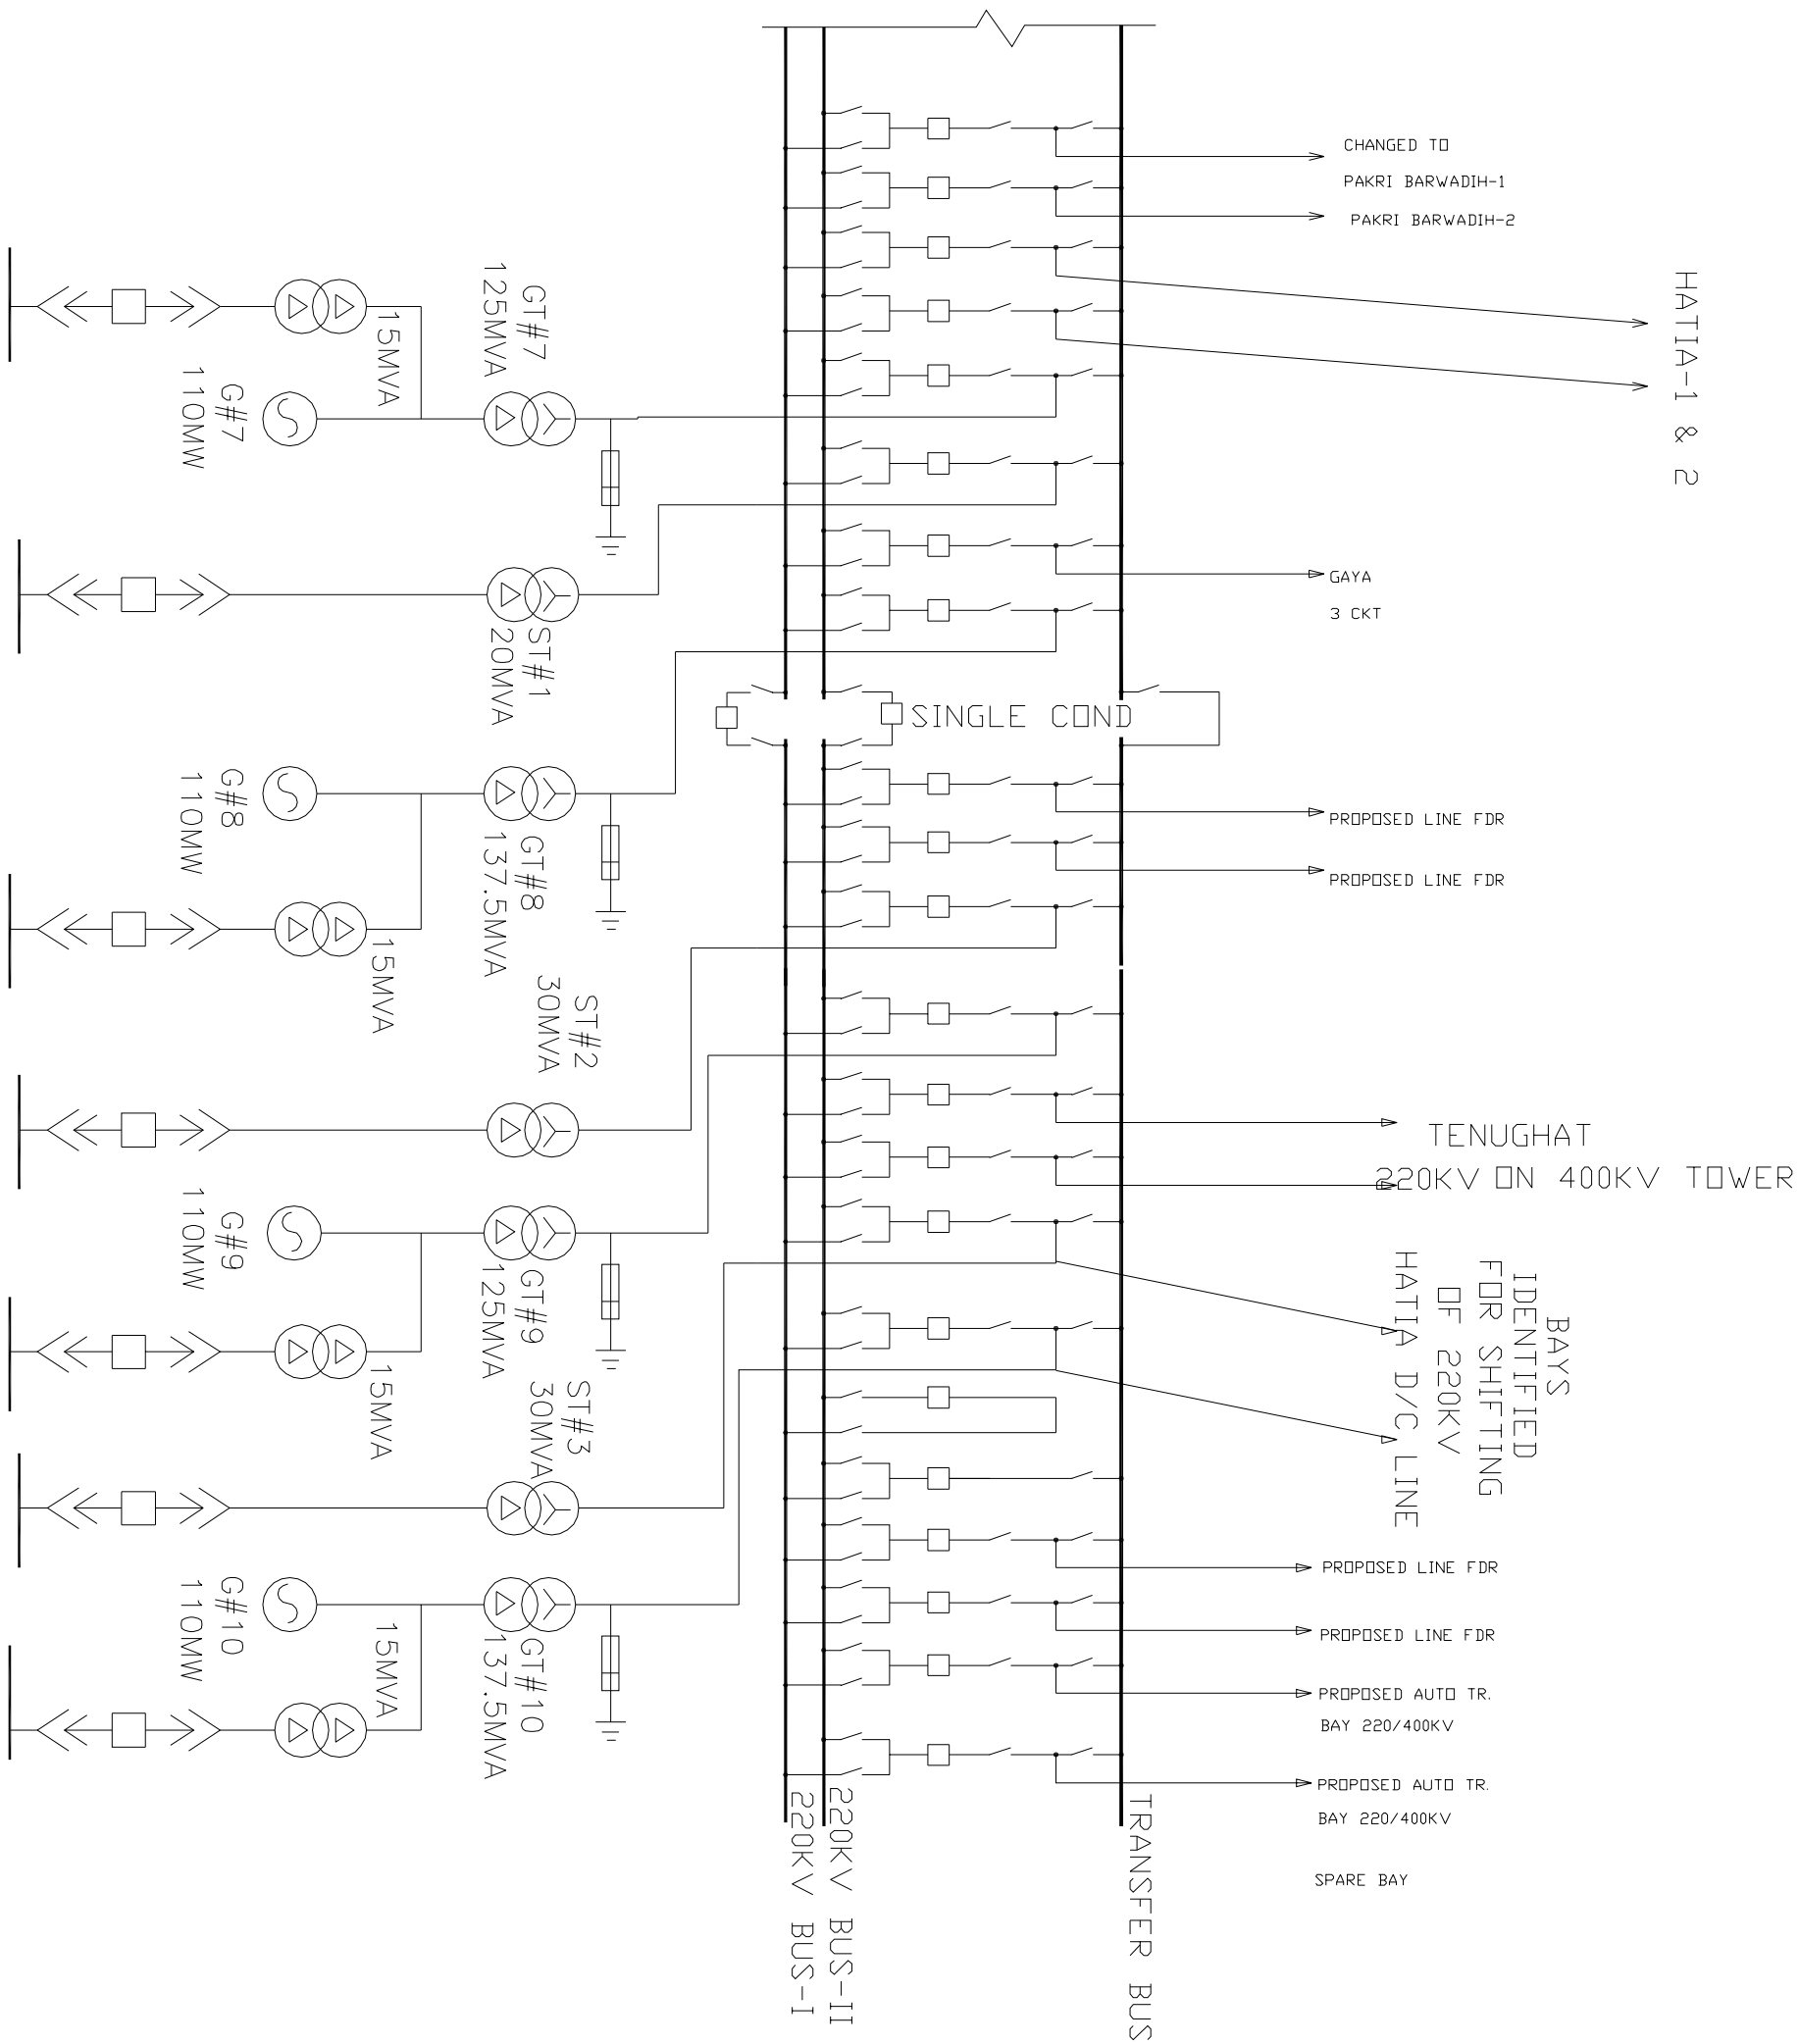 CHANGED TO
PAKRI BARWADIH-1
PAKRI BARWADIH-2
HATIA-1 & 2
GT#7
125MVA
15MVA
G#7
110MW
GAYA
3 CKT
ST#1
20MVA
SINGLE COND
G#8
110MW
GT#8
137.5MVA
15MVA
PROPOSED LINE FDR
PROPOSED LINE FDR
ST#2
30MVA
TENUGHAT
220KV ON 400KV TOWER
G#9
110MW
GT#9
125MVA
15MVA
BAYS
IDENTIFIED
FOR SHIFTING
OF 220KV
HATIA D/C LINE
ST#3
30MVA
PROPOSED LINE FDR
G#10
110MW
GT#10
137.5MVA
15MVA
PROPOSED LINE FDR
PROPOSED AUTO TR.
BAY 220/400KV
PROPOSED AUTO TR.
BAY 220/400KV
SPARE BAY
220KV BUS-I
220KV BUS-II
TRANSFER BUS